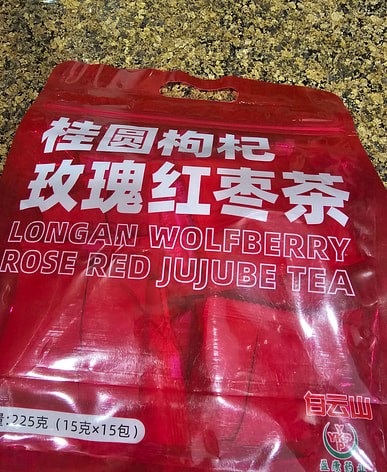 桂圆枸杞
玫瑰红枣茶
LONGAN WOLFBERRY
ROSE RED JUJUBE TEA
量:225克(15克×15包)
白云山